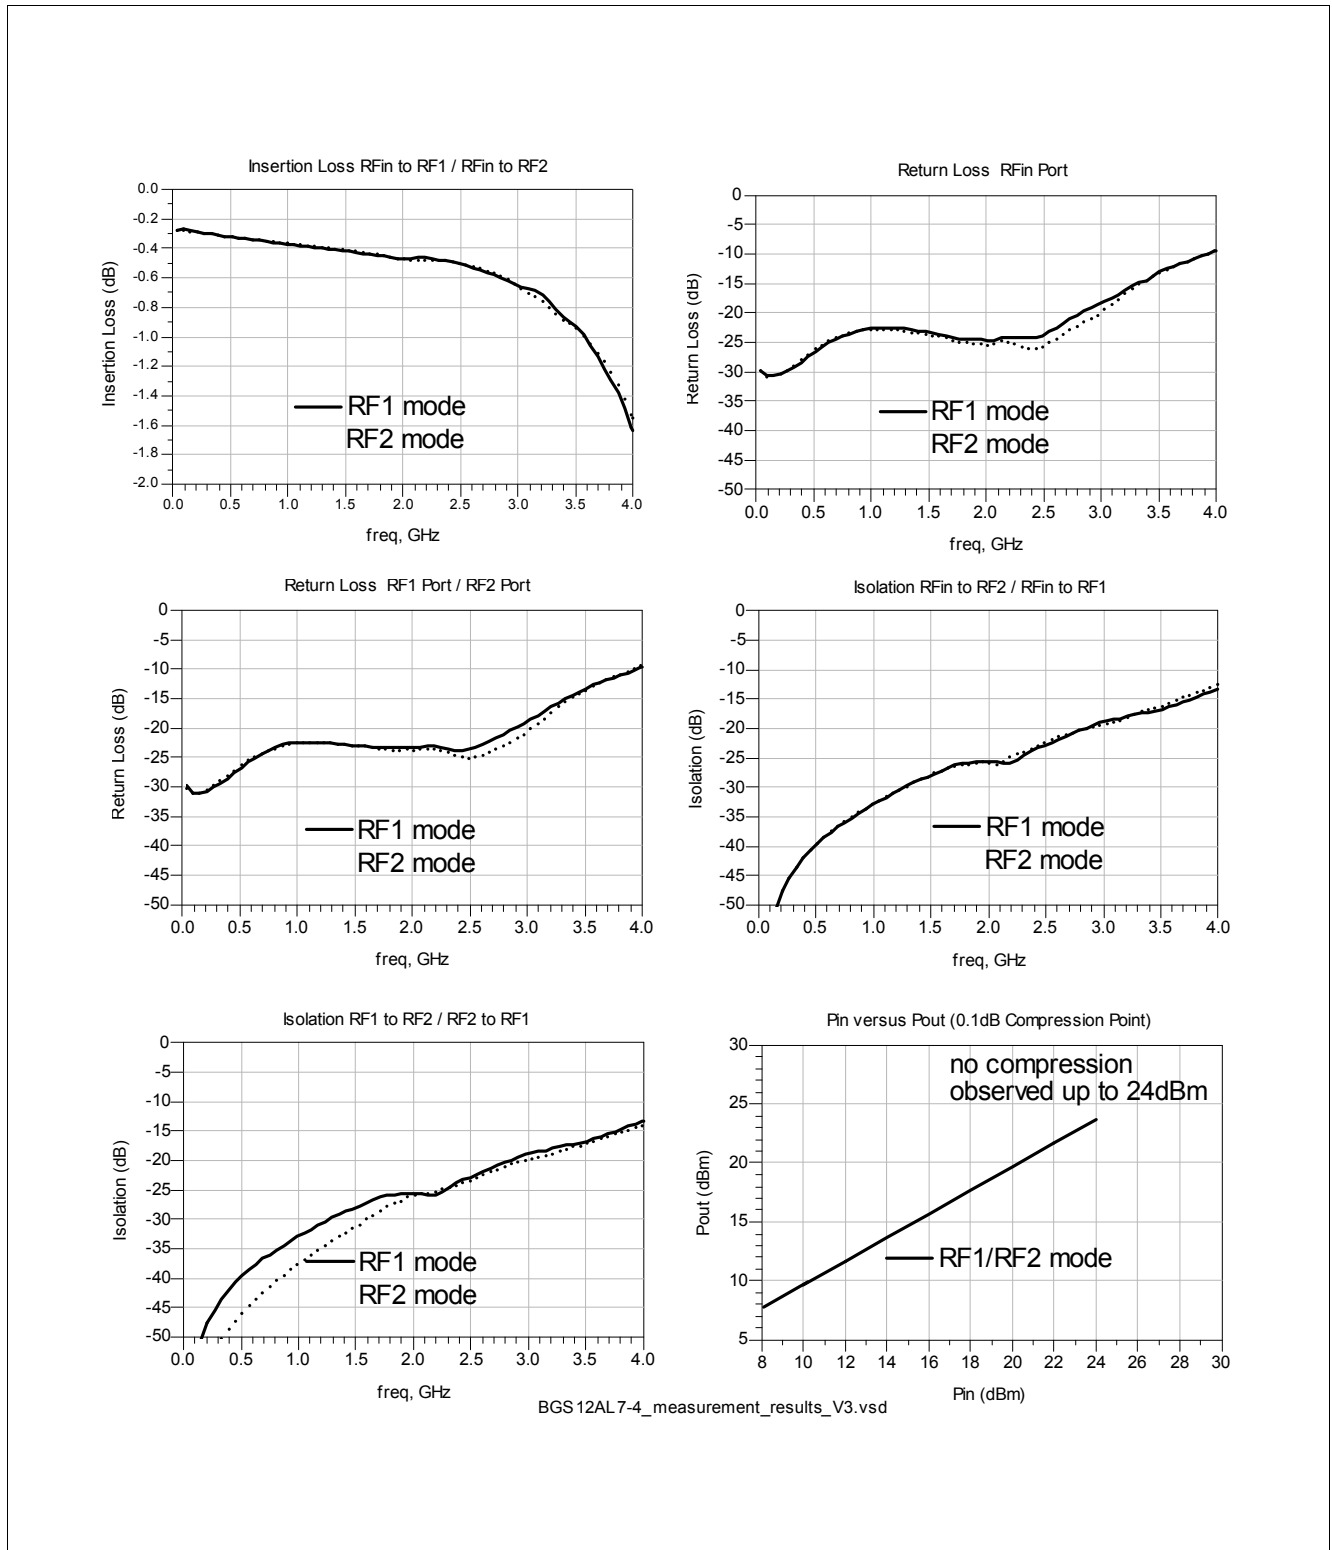 Insertion Loss RFin to RF1 / RFin to RF2
0.0
-0.2
-0.4
-0.6
-0.8
-1.0
-1.2
-1.4
-1.6
-1.8
-2.0
Insertion Loss (dB)
RF1 mode
RF2 mode
0.0 0.5 1.0 1.5 2.0 2.5 3.0 3.5 4.0
freq, GHz
Return Loss RFin Port
0
-5
-10
-15
-20
-25
-30
-35
-40
-45
-50
Return Loss (dB)
RF1 mode
RF2 mode
0.0 0.5 1.0 1.5 2.0 2.5 3.0 3.5 4.0
freq, GHz
Return Loss RF1 Port / RF2 Port
0
-5
-10
-15
-20
-25
-30
-35
-40
-45
-50
Return Loss (dB)
RF1 mode
RF2 mode
0.0 0.5 1.0 1.5 2.0 2.5 3.0 3.5 4.0
freq, GHz
Isolation RFin to RF2 / RFin to RF1
0
-5
-10
-15
-20
-25
-30
-35
-40
-45
-50
Isolation (dB)
RF1 mode
RF2 mode
0.0 0.5 1.0 1.5 2.0 2.5 3.0 3.5 4.0
freq, GHz
Isolation RF1 to RF2 / RF2 to RF1
0
-5
-10
-15
-20
-25
-30
-35
-40
-45
-50
Isolation (dB)
RF1 mode
RF2 mode
0.0 0.5 1.0 1.5 2.0 2.5 3.0 3.5 4.0
freq, GHz
Pin versus Pout (0.1dB Compression Point)
30
25
20
15
10
5
Pout (dBm)
no compression
observed up to 24dBm
RF1/RF2 mode
8 10 12 14 16 18 20 22 24 26 28 30
Pin (dBm)
BGS12AL7-4_measurement_results_V3.vsd